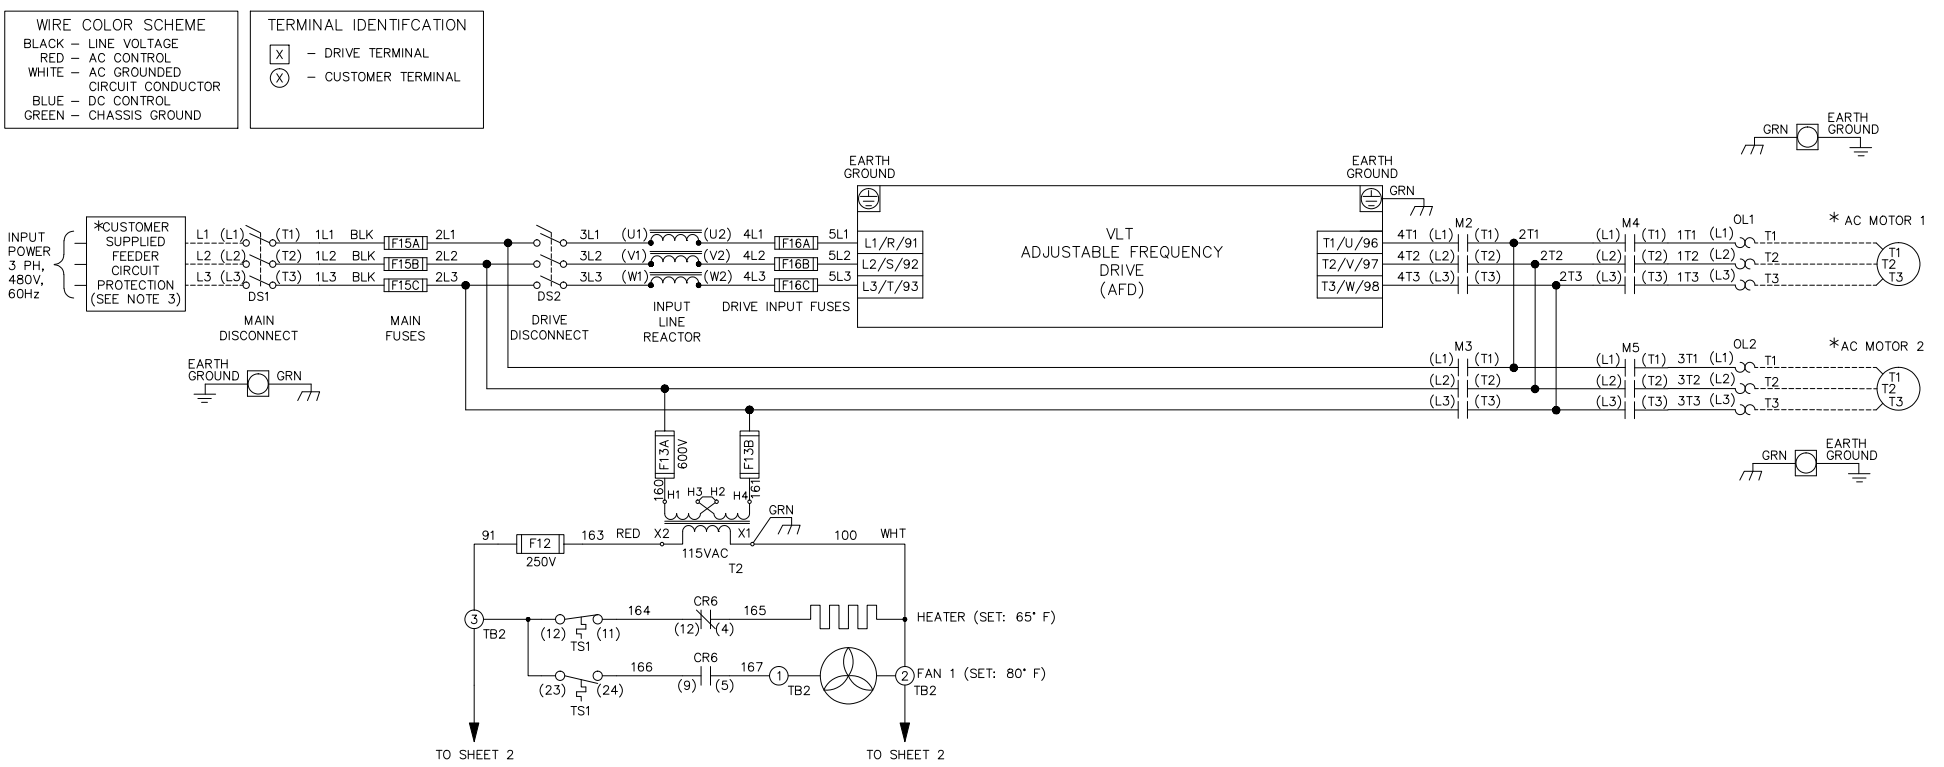 WIRE COLOR SCHEME
BLACK – LINE VOLTAGE
RED – AC CONTROL
WHITE – AC GROUNDED
CIRCUIT CONDUCTOR
BLUE – DC CONTROL
GREEN – CHASSIS GROUND
TERMINAL IDENTIFCATION
X – DRIVE TERMINAL
X – CUSTOMER TERMINAL
GRN
EARTH
GROUND
EARTH
GROUND
EARTH
GROUND
GRN
INPUT
POWER
3 PH,
480V,
60Hz
*CUSTOMER
SUPPLIED
FEEDER
CIRCUIT
PROTECTION
(SEE NOTE 3)
L1 (L1) (T1) 1L1 BLK F15A 2L1 3L1 (U1) (U2) 4L1 F16A 5L1 L1/R/91
L2 (L2) (T2) 1L2 BLK F15B 2L2 3L2 (V1) (V2) 4L2 F16B 5L2 L2/S/92
L3 (L3) (T3) 1L3 BLK F15C 2L3 3L3 (W1) (W2) 4L3 F16C 5L3 L3/T/93
DS1
MAIN
DISCONNECT
MAIN
FUSES
DS2
DRIVE
DISCONNECT
INPUT
LINE
REACTOR
DRIVE INPUT FUSES
VLT
ADJUSTABLE FREQUENCY
DRIVE
(AFD)
M2 M4 OL1 * AC MOTOR 1
T1/U/96 4T1 (L1) (T1) 2T1 (L1) (T1) 1T1 (L1) T1
T2/V/97 4T2 (L2) (T2) 2T2 (L2) (T2) 1T2 (L2) T2
T3/W/98 4T3 (L3) (T3) 2T3 (L3) (T3) 1T3 (L3) T3
T1
T2
T3
EARTH
GROUND
GRN
M3 M5 OL2 *AC MOTOR 2
(L1) (T1) (L1) (T1) 3T1 (L1) T1
(L2) (T2) (L2) (T2) 3T2 (L2) T2
(L3) (T3) (L3) (T3) 3T3 (L3) T3
T1
T2
T3
GRN
EARTH
GROUND
F13A
600V
F13B
160
161
H1 H3 H2 H4
GRN
91 F12 163 RED X2 X1 100 WHT
250V
115VAC
T2
3
TB2
(12) (11) 164 CR6 (12) (4) 165 HEATER (SET: 65° F)
TS1
(23) (24) 166 CR6 (9) (5) 167 1 TB2 2 TB2 FAN 1 (SET: 80° F)
TS1
TO SHEET 2
TO SHEET 2